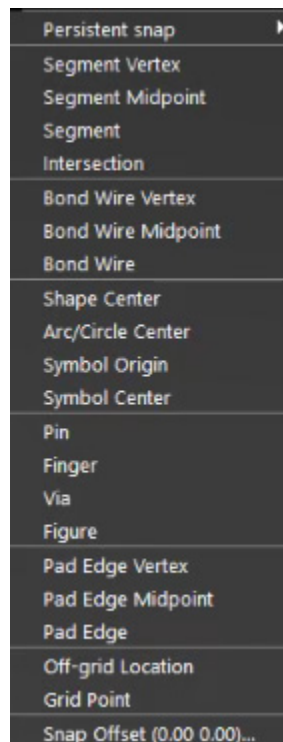 Persistent snap
Segment Vertex
Segment Midpoint
Segment
Intersection
Bond Wire Vertex
Bond Wire Midpoint
Bond Wire
Shape Center
Arc/Circle Center
Symbol Origin
Symbol Center
Pin
Finger
Via
Figure
Pad Edge Vertex
Pad Edge Midpoint
Pad Edge
Off-grid Location
Grid Point
Snap Offset (0.00 0.00)...